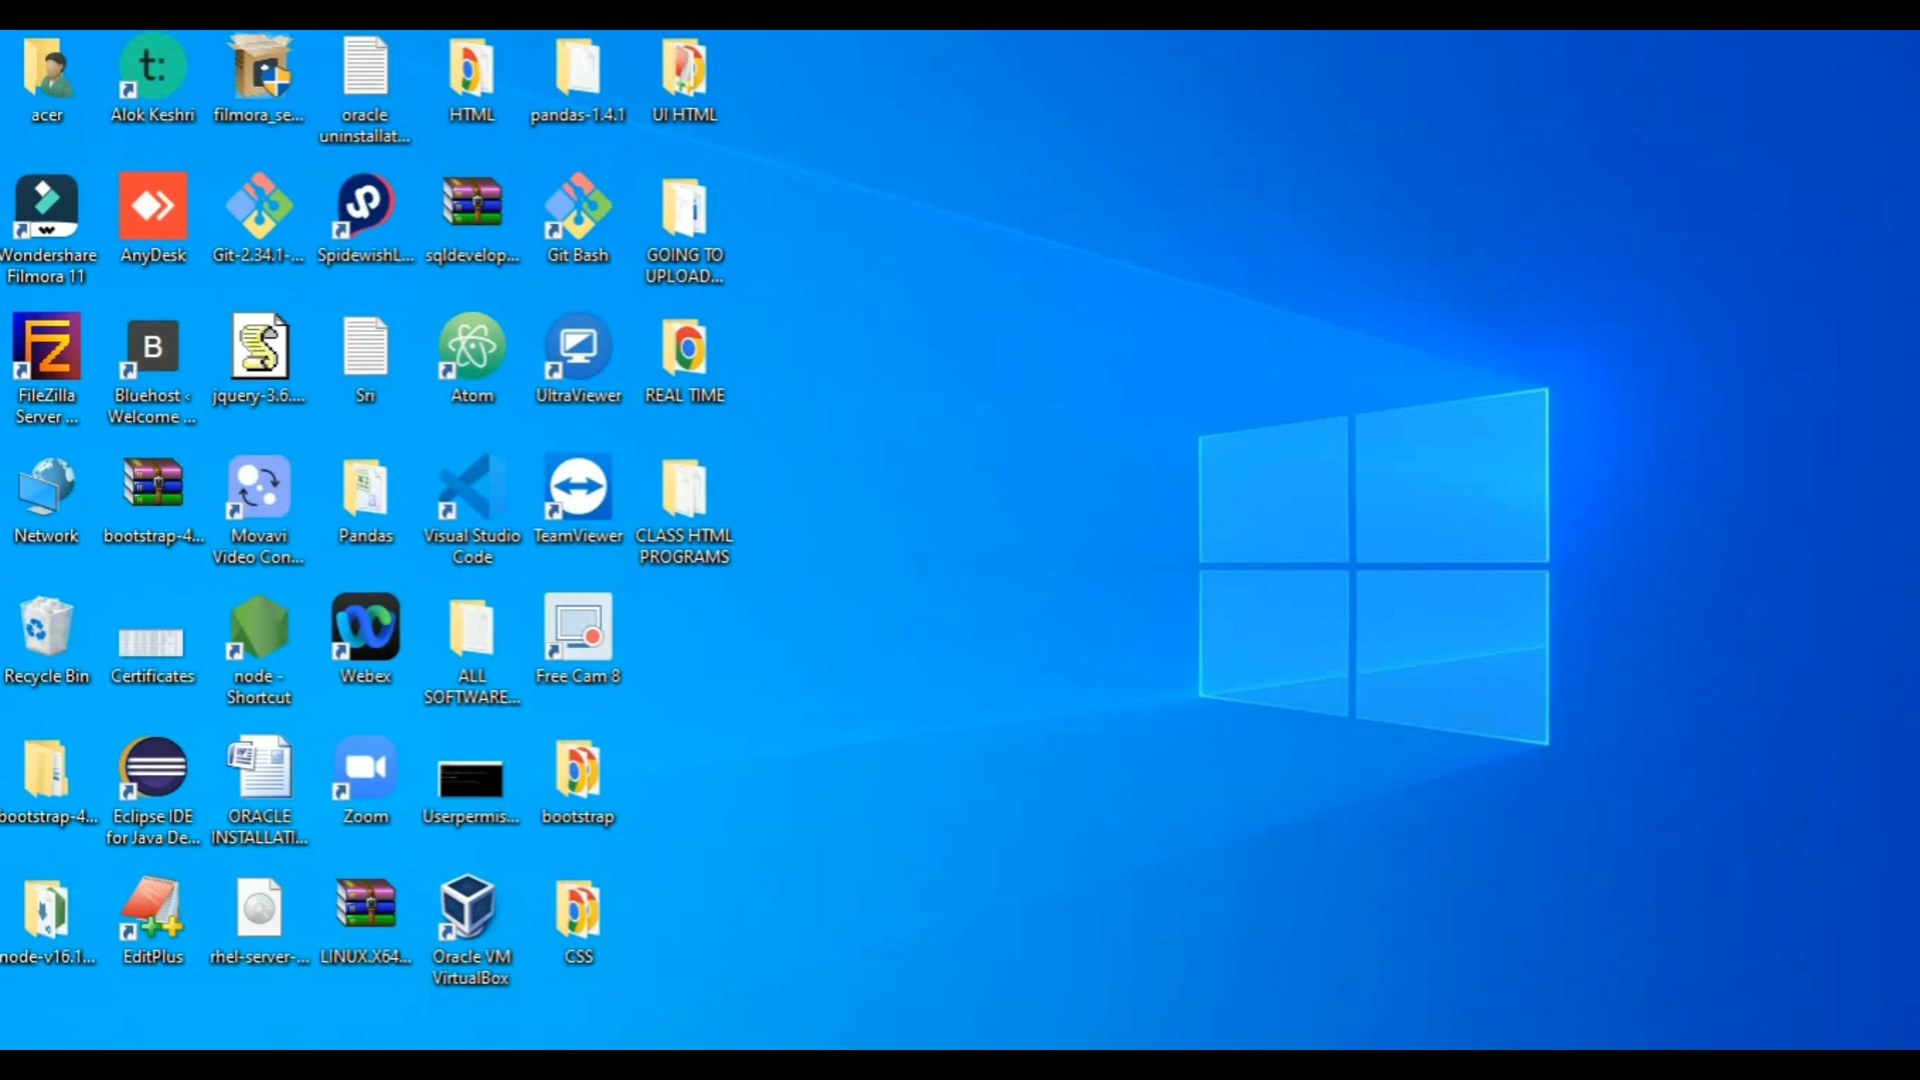 acer
t:
Alok Keshri
filmora_se...
oracle
uninstallat...
HTML
pandas-1.4.1
UI HTML
Wondershare
Filmora 11
AnyDesk
Git-2.34.1-...
SpidewishL...
sqldevelop...
Git Bash
GOING TO
UPLOAD...
FileZilla
Server ...
B
Bluehost ‹
Welcome ...
jquery-3.6....
Sri
Atom
UltraViewer
REAL TIME
Network
bootstrap-4...
Movavi
Video Con...
Pandas
Visual Studio
Code
TeamViewer
CLASS HTML
PROGRAMS
Recycle Bin
Certificates
node -
Shortcut
Webex
ALL
SOFTWARE...
Free Cam 8
bootstrap-4...
Eclipse IDE
for Java De...
ORACLE
INSTALLATI...
Zoom
Userpermis...
bootstrap
node-v16.1...
EditPlus
rhel-server-...
LINUX.X64...
Oracle VM
VirtualBox
CSS